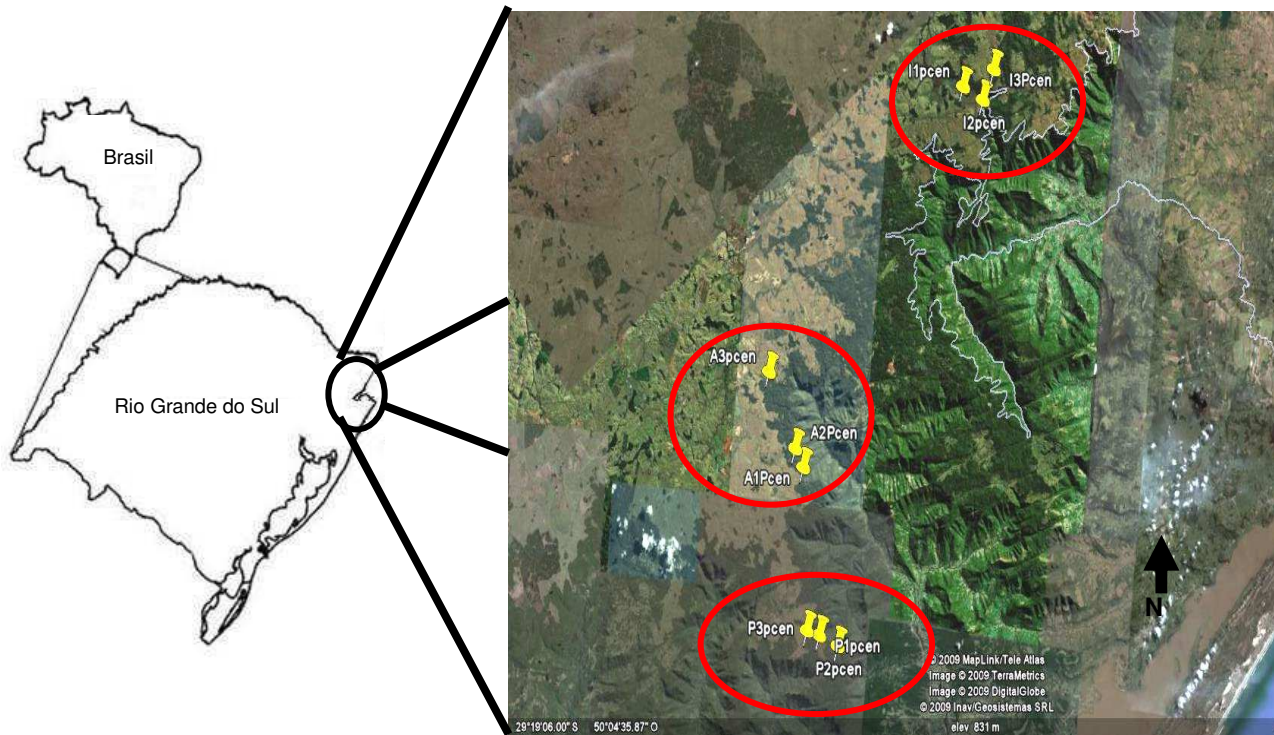 Brasil
Rio Grande do Sul
I1pcen
I3Pcen
I2pcen
A3pcen
A2Pcen
A1Pcen
P3pcen
P1pcen
P2pcen
N
© 2009 MapLink/Tele Atlas
Image © 2009 TerraMetrics
Image © 2009 DigitalGlobe
© 2009 Inav/Geosistemas SRL
29°19'06.00" S 50°04'35.87" O elev 831 m